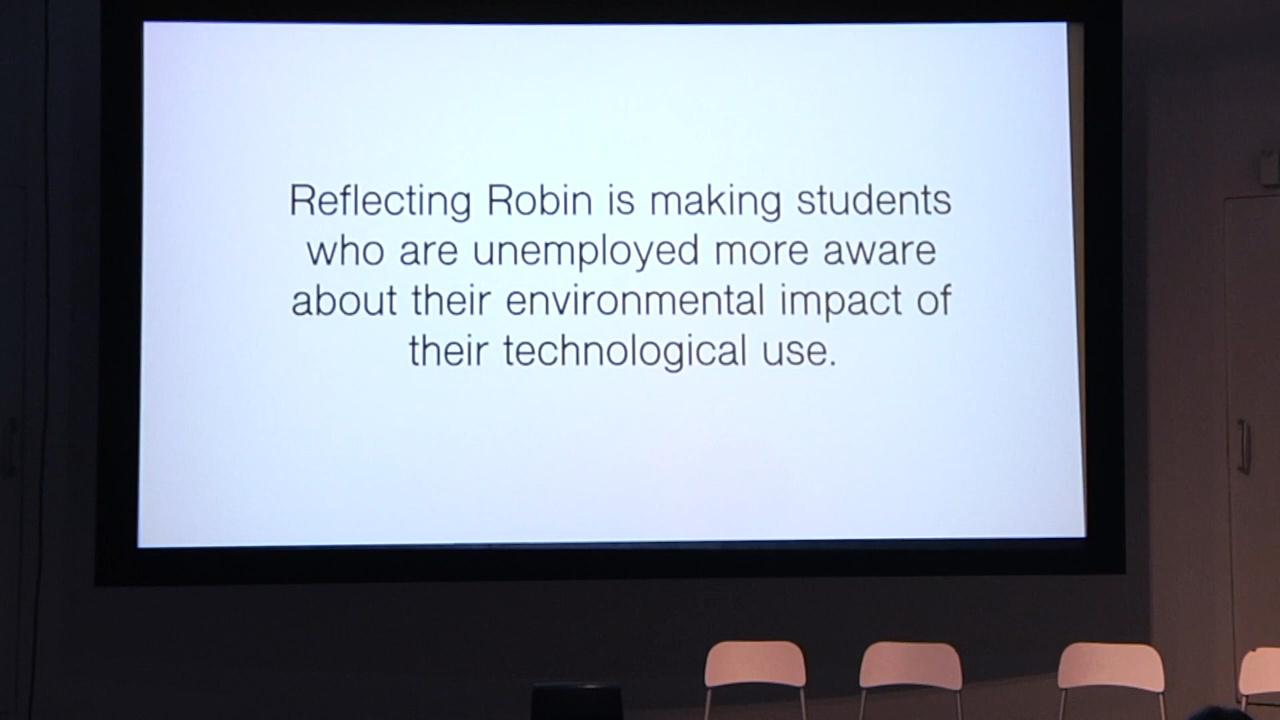 Reflecting Robin is making students
who are unemployed more aware
about their environmental impact of
their technological use.